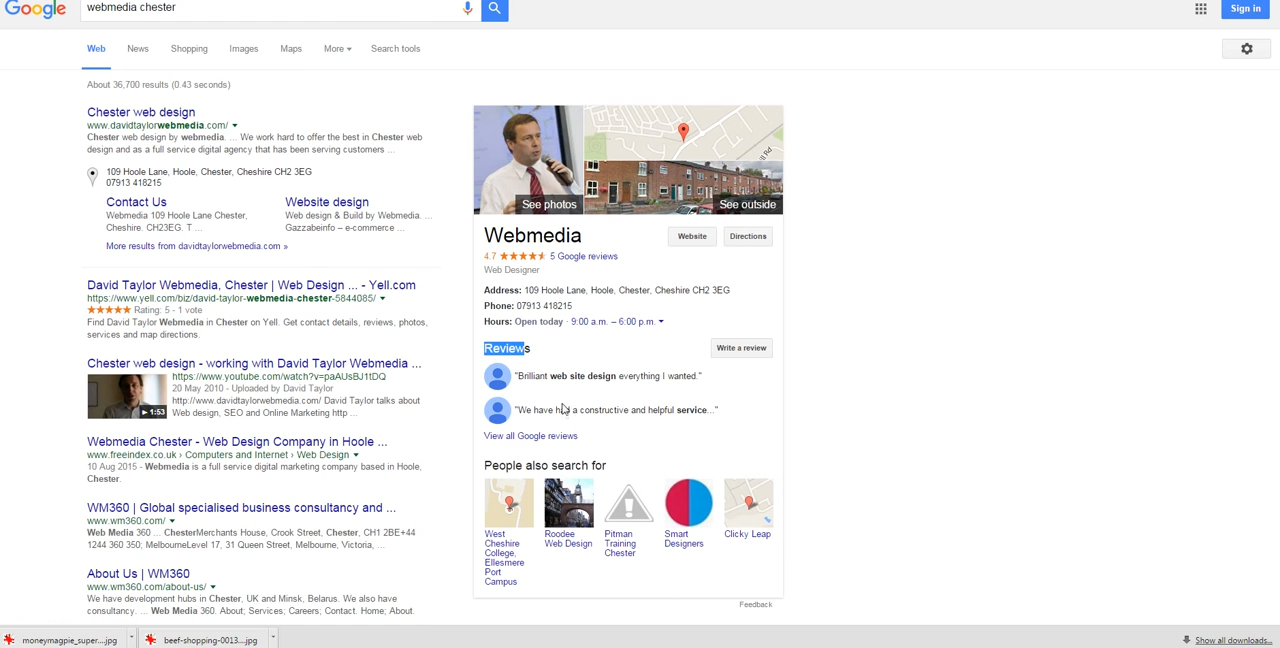 Google
webmedia chester
Sign in
Web News Shopping Images Maps More Search tools
About 36,700 results (0.43 seconds)
Chester web design
www.davidtaylorwebmedia.com/
Chester web design by webmedia. ... We work hard to offer the best in Chester web
design and as a full service digital agency that has been serving customers ...
109 Hoole Lane, Hoole, Chester, Cheshire CH2 3EG
07913 418215
Contact Us
Webmedia 109 Hoole Lane Chester,
Cheshire. CH23EG. T ...
Website design
Web design & Build by Webmedia. ...
Gazzabeinfo – e-commerce ...
More results from davidtaylorwebmedia.com »
David Taylor Webmedia, Chester | Web Design ... - Yell.com
https://www.yell.com/biz/david-taylor-webmedia-chester-5844085/
Rating: 5 - 1 vote
Find David Taylor Webmedia in Chester on Yell. Get contact details, reviews, photos,
services and map directions.
Chester web design - working with David Taylor Webmedia ...
https://www.youtube.com/watch?v=paAUsBJ1tDQ
20 May 2010 - Uploaded by David Taylor
http://www.davidtaylorwebmedia.com/ David Taylor talks about
Web design, SEO and Online Marketing http ...
1:53
Webmedia Chester - Web Design Company in Hoole ...
www.freeindex.co.uk › Computers and Internet › Web Design
10 Aug 2015 - Webmedia is a full service digital marketing company based in Hoole,
Chester.
WM360 | Global specialised business consultancy and ...
www.wm360.com/
Web Media 360 ... ChesterMerchants House, Crook Street, Chester, CH1 2BE+44
1244 360 350; MelbourneLevel 17, 31 Queen Street, Melbourne, Victoria, ...
About Us | WM360
www.wm360.com/about-us/
We have development hubs in Chester, UK and Minsk, Belarus. We also have
consultancy. ... Web Media 360. About; Services; Careers; Contact. Home; About.
See photos
See outside
Webmedia
Website
Directions
4.7 5 Google reviews
Web Designer
Address: 109 Hoole Lane, Hoole, Chester, Cheshire CH2 3EG
Phone: 07913 418215
Hours: Open today · 9:00 a.m. – 6:00 p.m.
Reviews
Write a review
"Brilliant web site design everything I wanted."
"We have had a constructive and helpful service..."
View all Google reviews
People also search for
West
Cheshire
College,
Ellesmere
Port
Campus
Roodee
Web Design
Pitman
Training
Chester
Smart
Designers
Clicky Leap
Feedback
moneymagpie_super....jpg
beef-shopping-0013....jpg
Show all downloads...